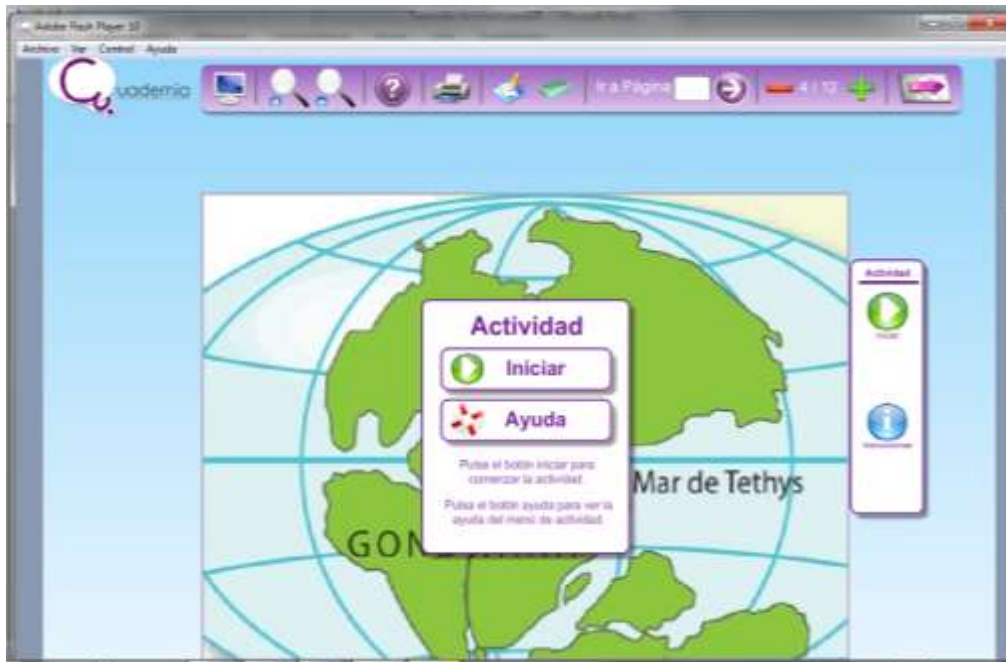 Adobe Flash Player 10
Archivo Ver Control Ayuda
Cuadernia
Ir a Página
4 / 12
Actividad
Iniciar
Ayuda
Pulsa el botón iniciar para
comenzar la actividad
Pulsa el botón ayuda para ver la
ayuda del menú de actividad
Actividad
Iniciar
Mar de Tethys